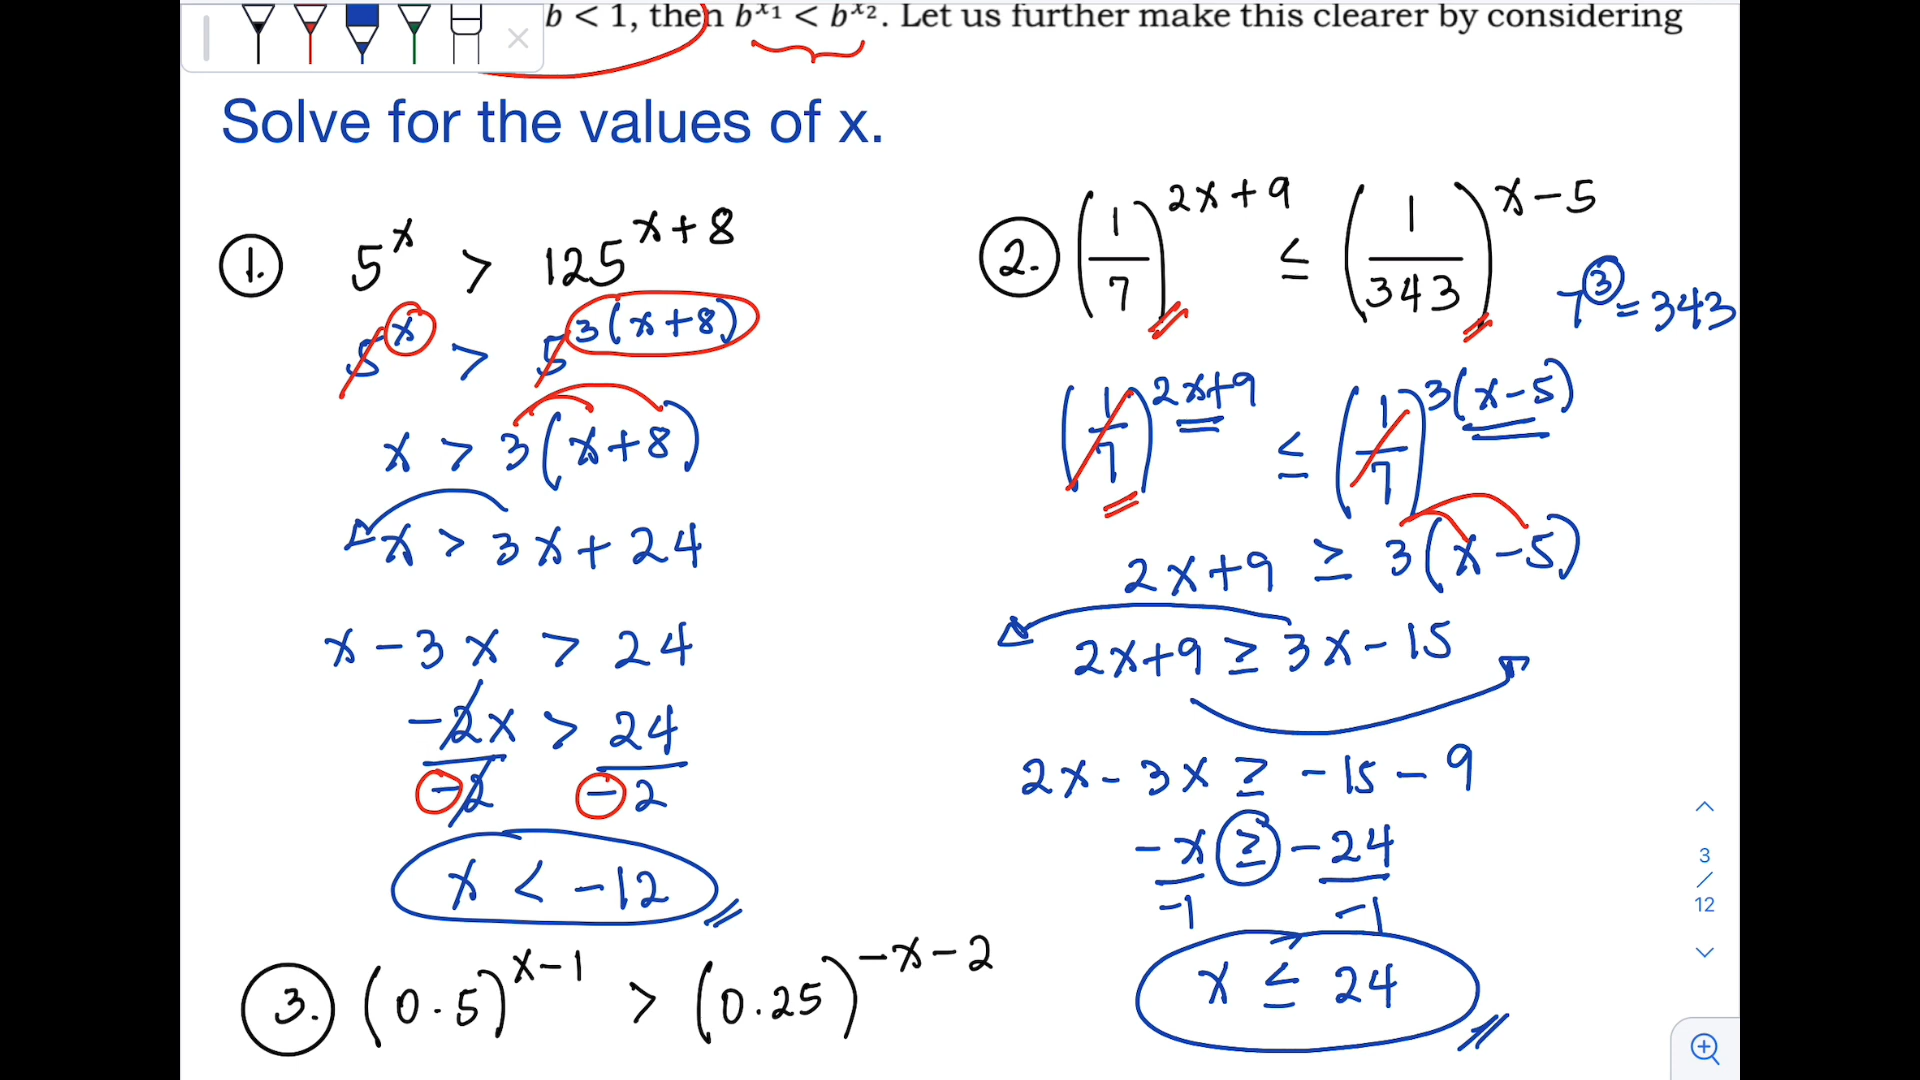 b < 1, then b^x₁ < b^x₂. Let us further make this clearer by considering
Solve for the values of x.
1. 5^x > 125^(x+8)
5^x > 5^(3(x+8))
x > 3(x+8)
x > 3x + 24
x - 3x > 24
-2x > 24
-2 -2
x < -12
2. (1/7)^(2x+9) ≤ (1/343)^(x-5)
7^3 = 343
(1/7)^(2x+9) ≤ (1/7)^(3(x-5))
2x+9 ≥ 3(x-5)
2x+9 ≥ 3x-15
2x - 3x ≥ -15 - 9
-x ≥ -24
-1 -1
x ≤ 24
3. (0.5)^(x-1) > (0.25)^(-x-2)
3
/
12